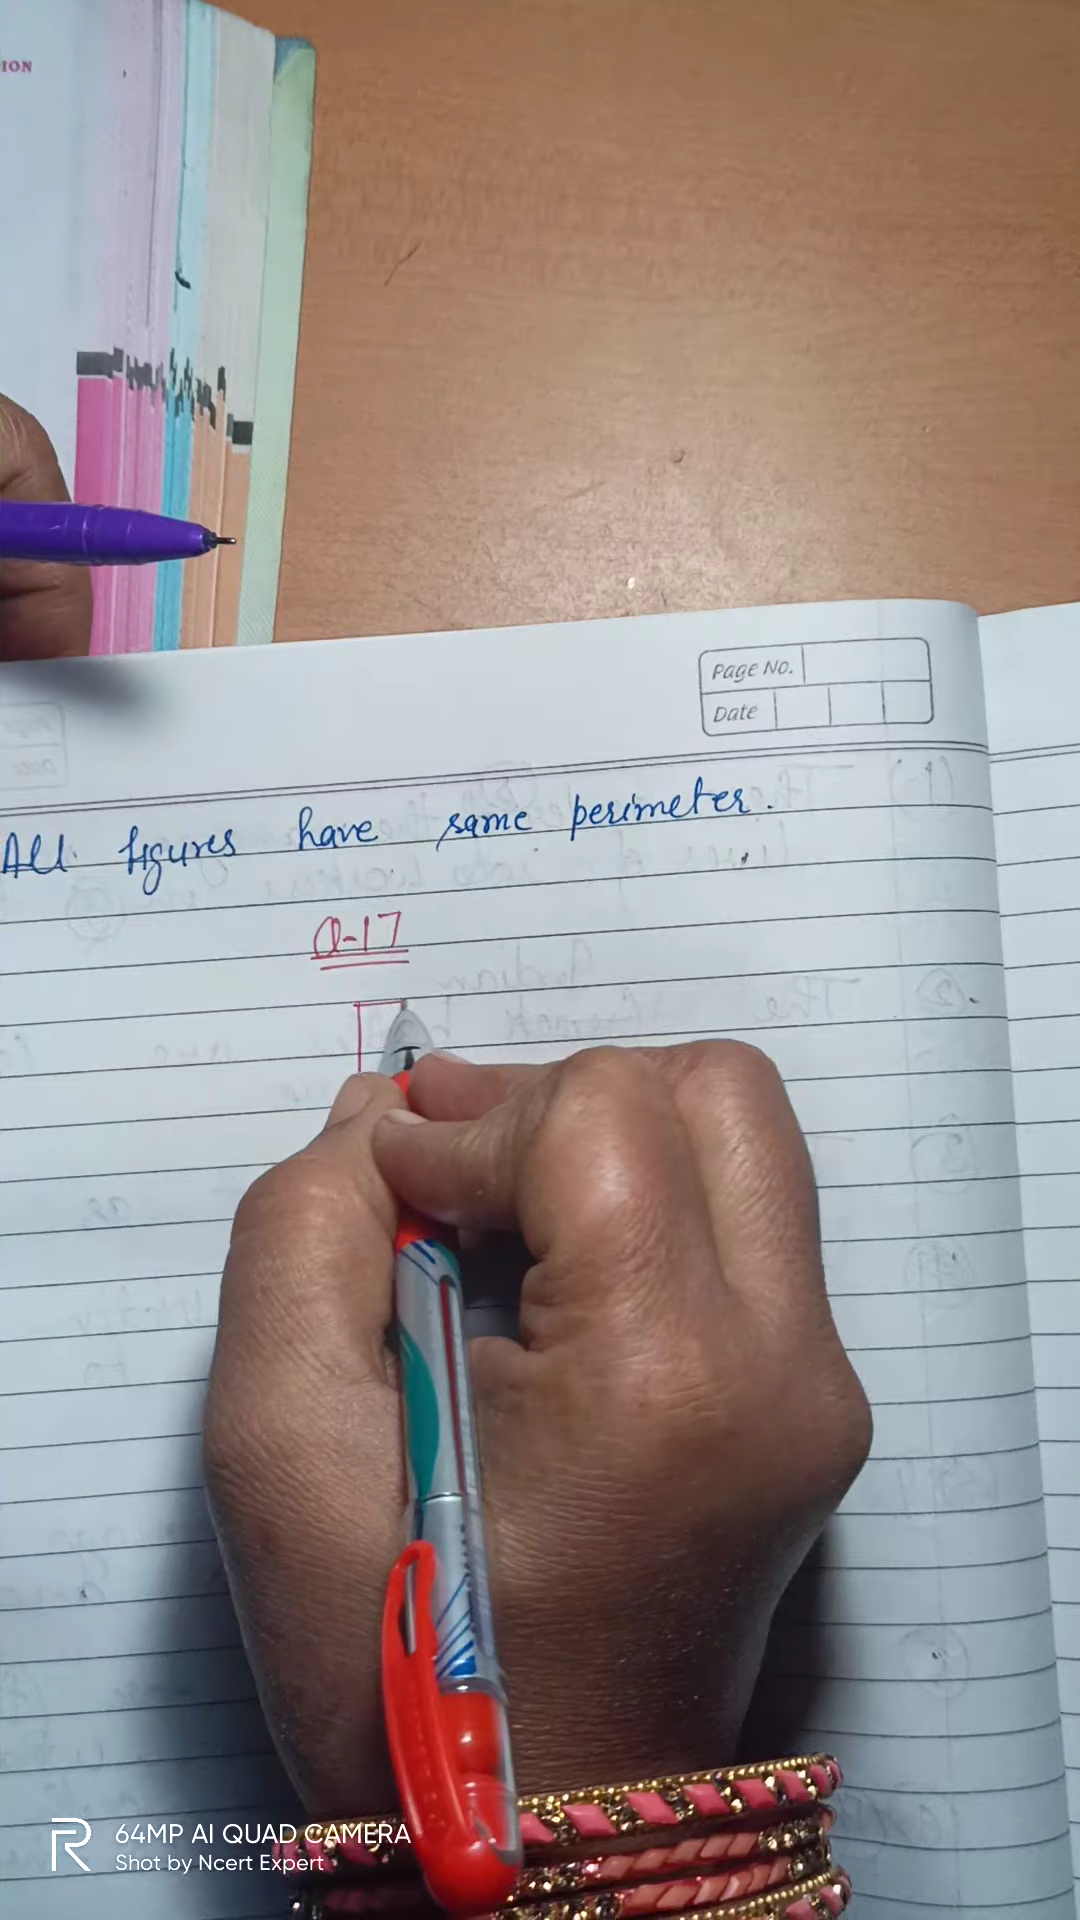 ION
Page No.
Date
All figures have same perimeter.
Q-17
64MP AI QUAD CAMERA
Shot by Ncert Expert